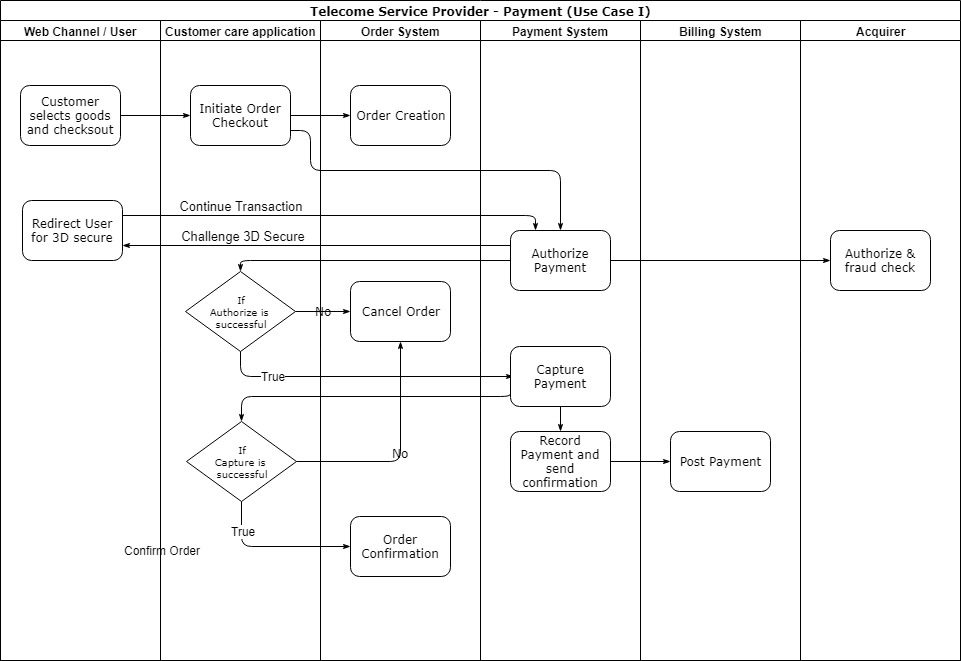 Telecome Service Provider - Payment (Use Case I)
Web Channel / User
Customer care application
Order System
Payment System
Billing System
Acquirer
Customer
selects goods
and checksout
Initiate Order
Checkout
Order Creation
Redirect User
for 3D secure
Continue Transaction
Challenge 3D Secure
Authorize
Payment
Authorize &
fraud check
If
Authorize is
successful
No
Cancel Order
True
Capture
Payment
If
Capture is
successful
No
Record
Payment and
send
confirmation
Post Payment
True
Confirm Order
Order
Confirmation